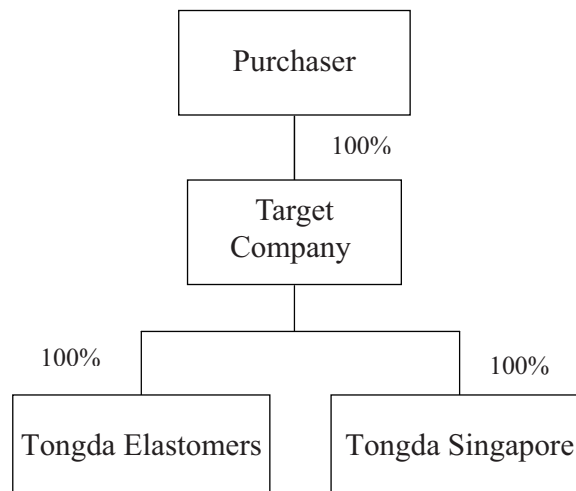 Purchaser
100%
Target
Company
100%
100%
Tongda Elastomers
Tongda Singapore